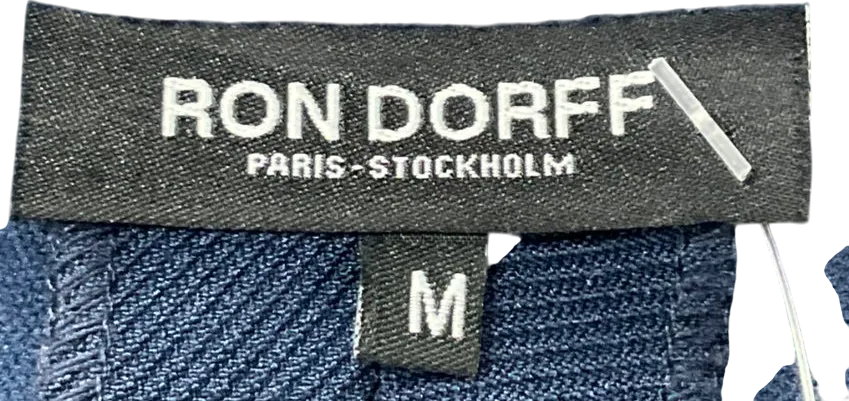 RON DORFF
PARIS-STOCKHOLM
M